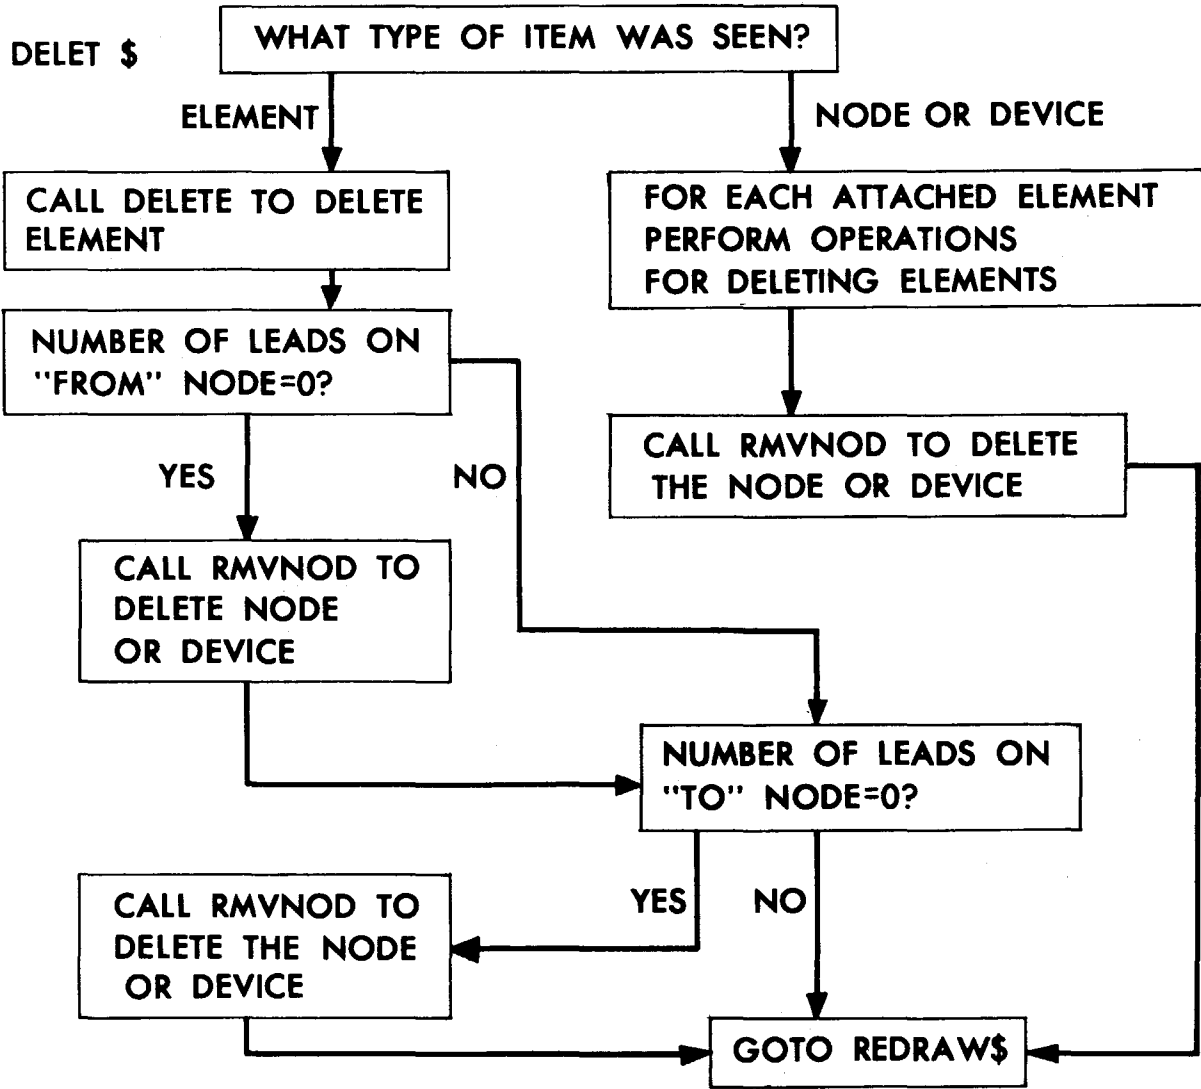 DELET $
WHAT TYPE OF ITEM WAS SEEN?
ELEMENT
NODE OR DEVICE
CALL DELETE TO DELETE
ELEMENT
FOR EACH ATTACHED ELEMENT
PERFORM OPERATIONS
FOR DELETING ELEMENTS
NUMBER OF LEADS ON
"FROM" NODE=0?
CALL RMVNOD TO DELETE
THE NODE OR DEVICE
YES
NO
CALL RMVNOD TO
DELETE NODE
OR DEVICE
NUMBER OF LEADS ON
"TO" NODE=0?
YES
NO
CALL RMVNOD TO
DELETE THE NODE
OR DEVICE
GOTO REDRAW$